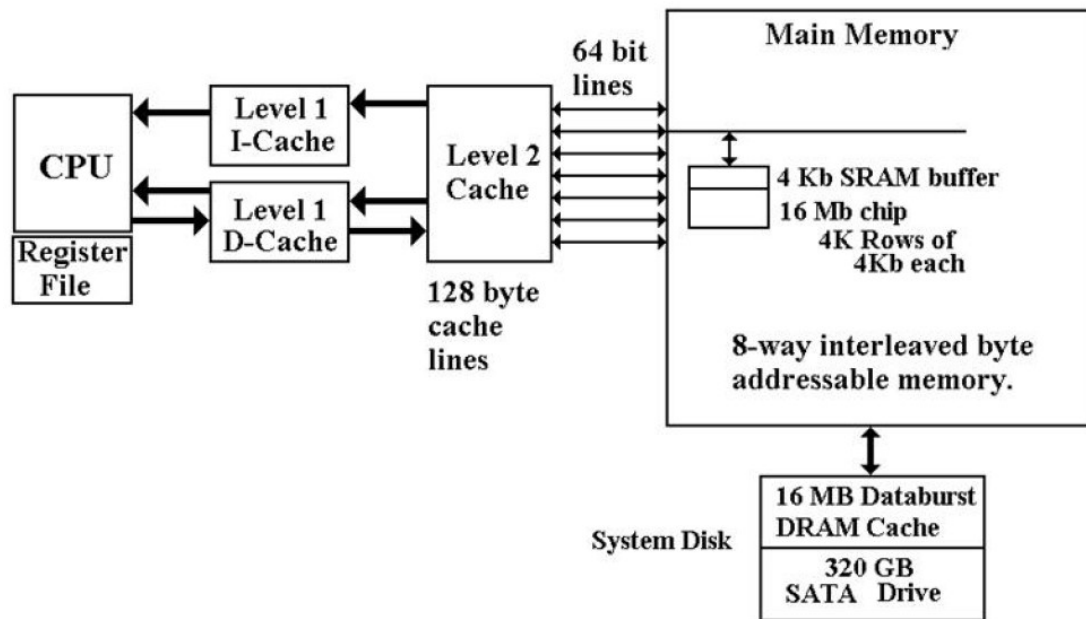 Main Memory
64 bit
lines
Level 1
I-Cache
CPU
Level 2
Cache
Level 1
D-Cache
Register
File
4 Kb SRAM buffer
16 Mb chip
4K Rows of
4Kb each
128 byte
cache
lines
8-way interleaved byte
addressable memory.
16 MB Databurst
DRAM Cache
System Disk
320 GB
SATA Drive